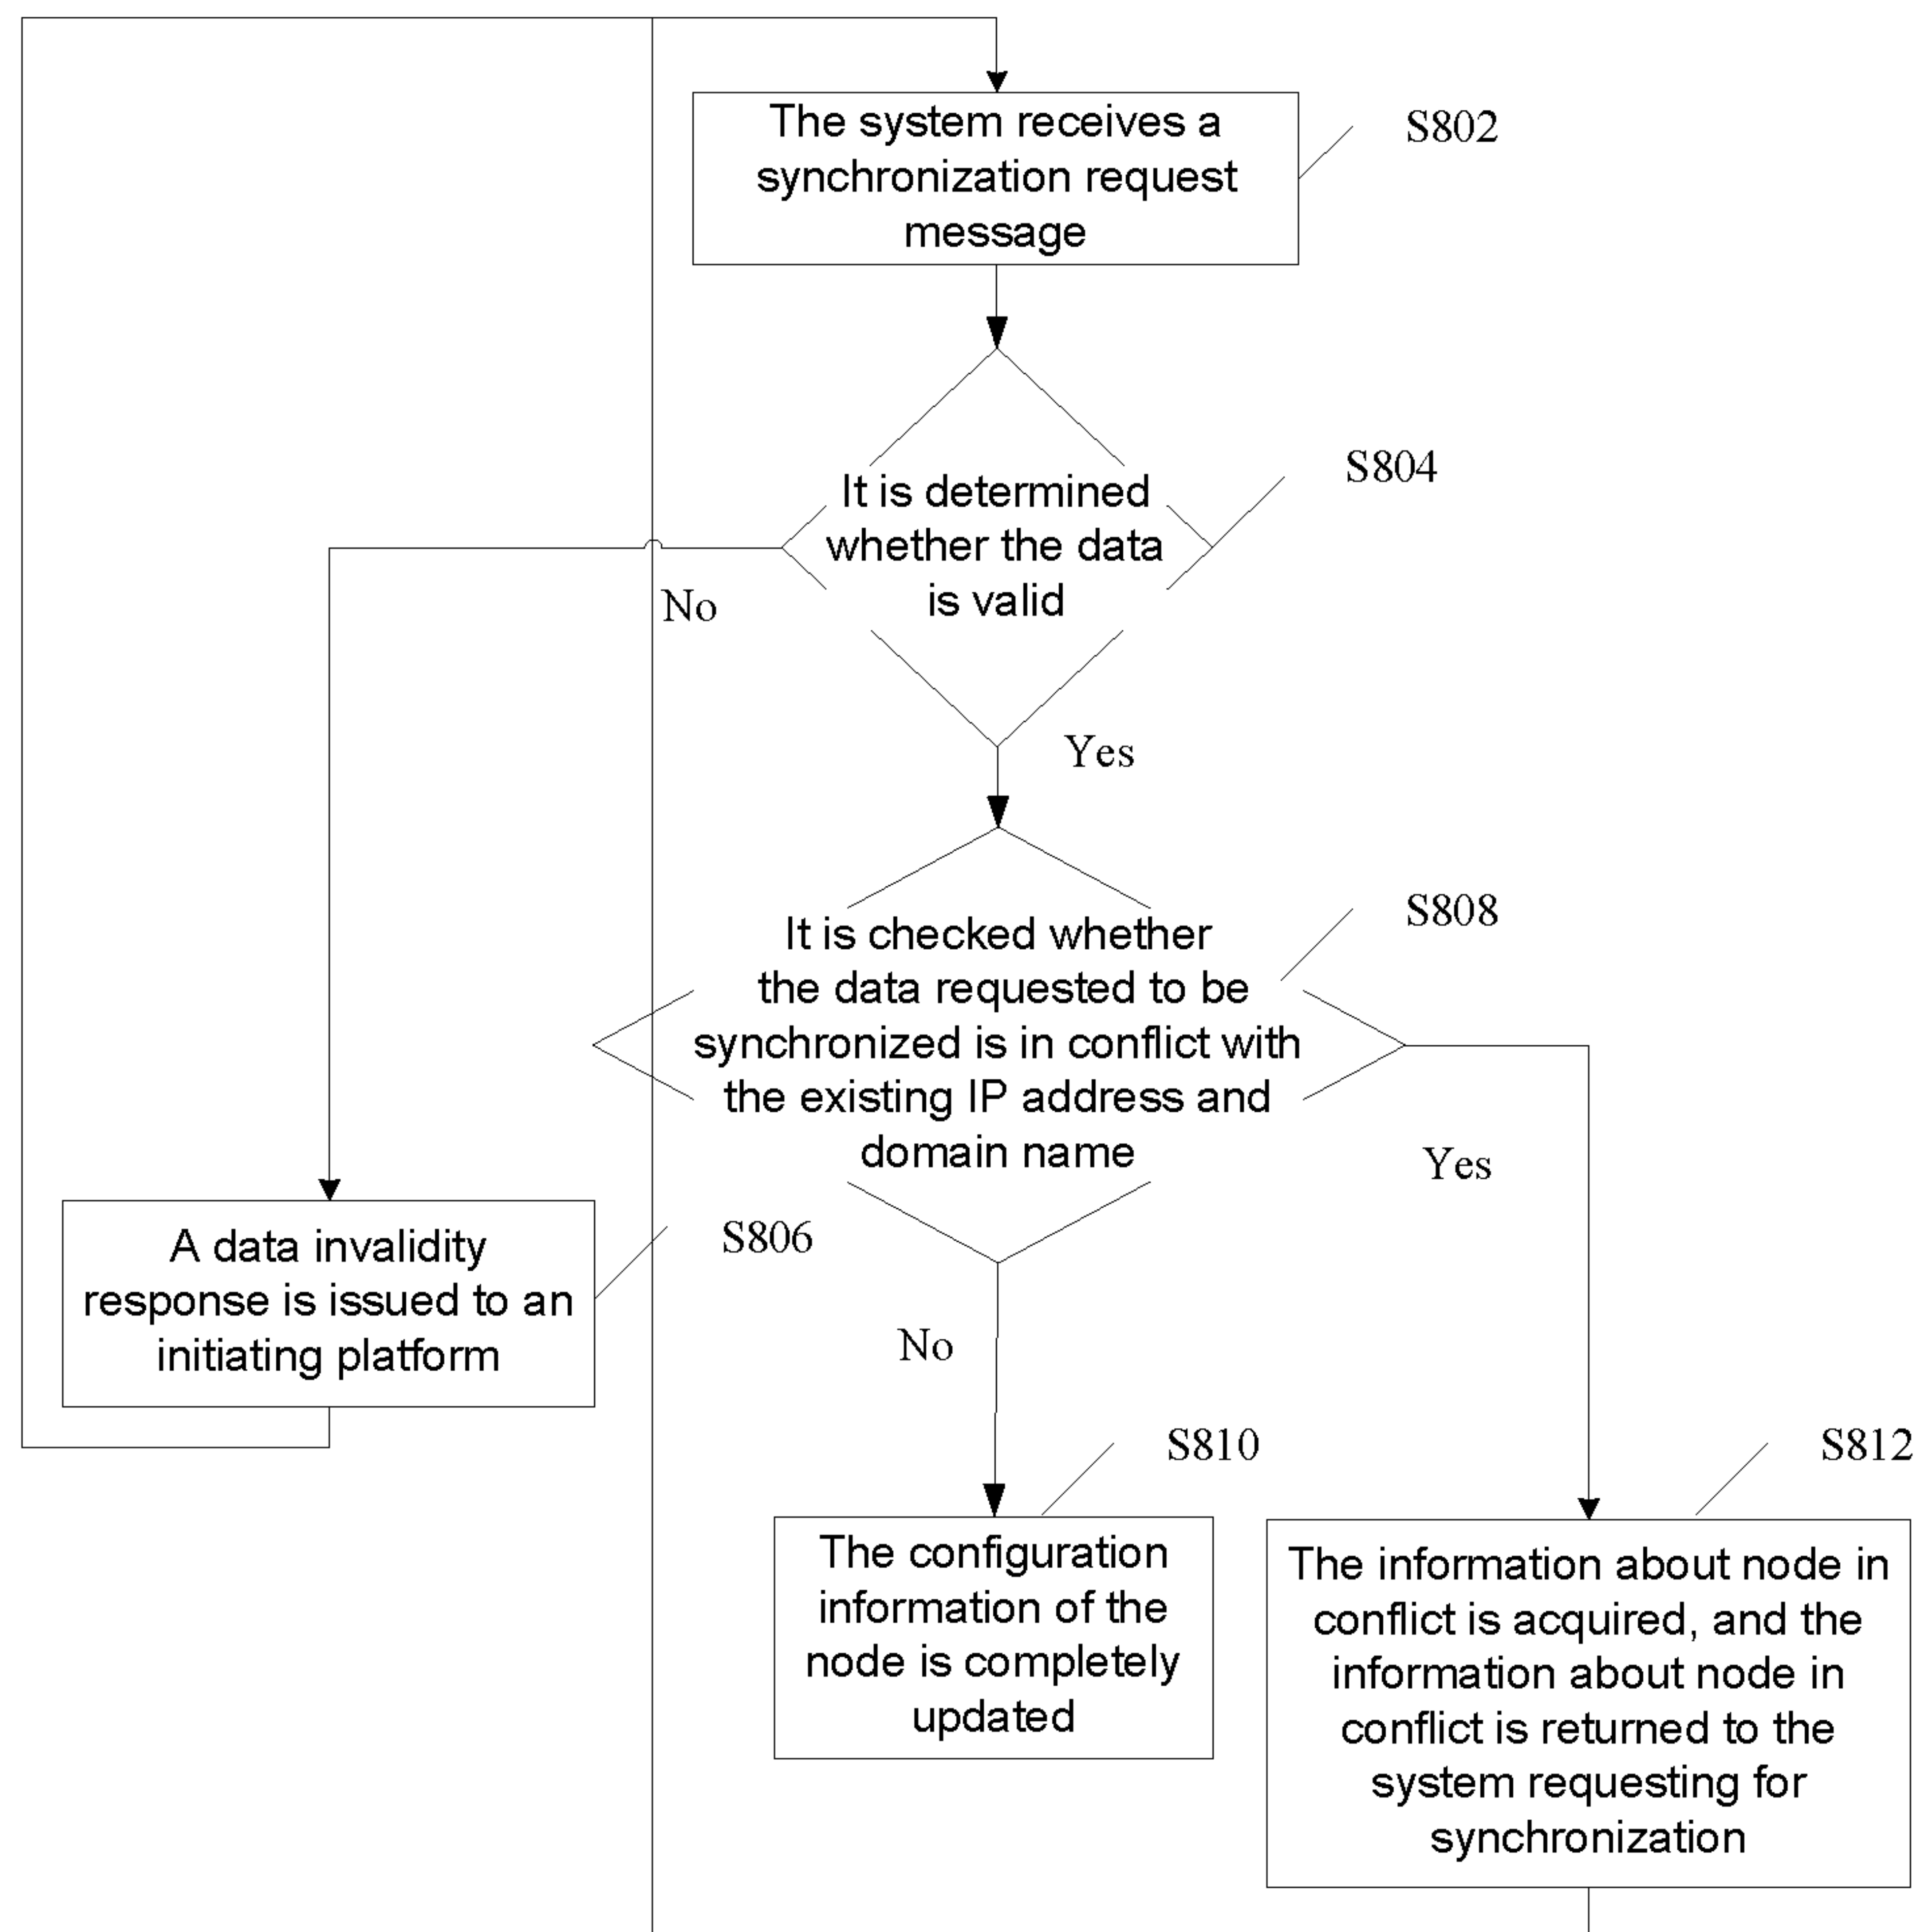 The system receives a
synchronization request
message
S802
It is determined
whether the data
is valid
S804
No
Yes
It is checked whether
the data requested to be
synchronized is in conflict with
the existing IP address and
domain name
S808
Yes
A data invalidity
response is issued to an
initiating platform
S806
No
S810
The configuration
information of the
node is completely
updated
S812
The information about node in
conflict is acquired, and the
information about node in
conflict is returned to the
system requesting for
synchronization